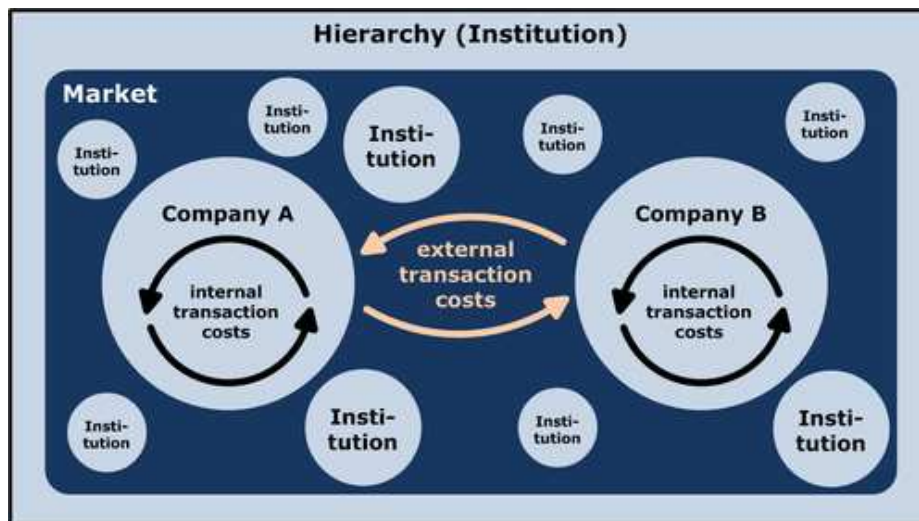 Hierarchy (Institution)
Market
Insti-
tution
Insti-
tution
Insti-
tution
Insti-
tution
Insti-
tution
Company A
internal
transaction
costs
external
transaction
costs
Company B
internal
transaction
costs
Insti-
tution
Insti-
tution
Insti-
tution
Insti-
tution